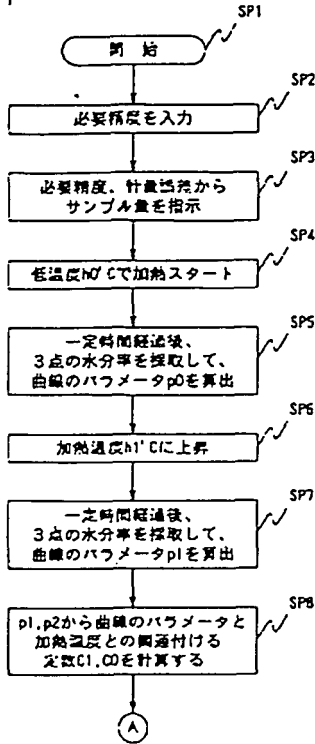 SP1
開 始
SP2
必要精度を入力
SP3
必要精度、計量誤差から
サンプル量を指示
SP4
低温度h0°Cで加熱スタート
SP5
一定時間経過後、
3点の水分率を採取して、
曲線のパラメータp0を算出
SP6
加熱温度h1°Cに上昇
SP7
一定時間経過後、
3点の水分率を採取して、
曲線のパラメータp1を算出
SP8
p1,p2から曲線のパラメータと
加熱温度との関連付ける
定数C1,C0を計算する
A